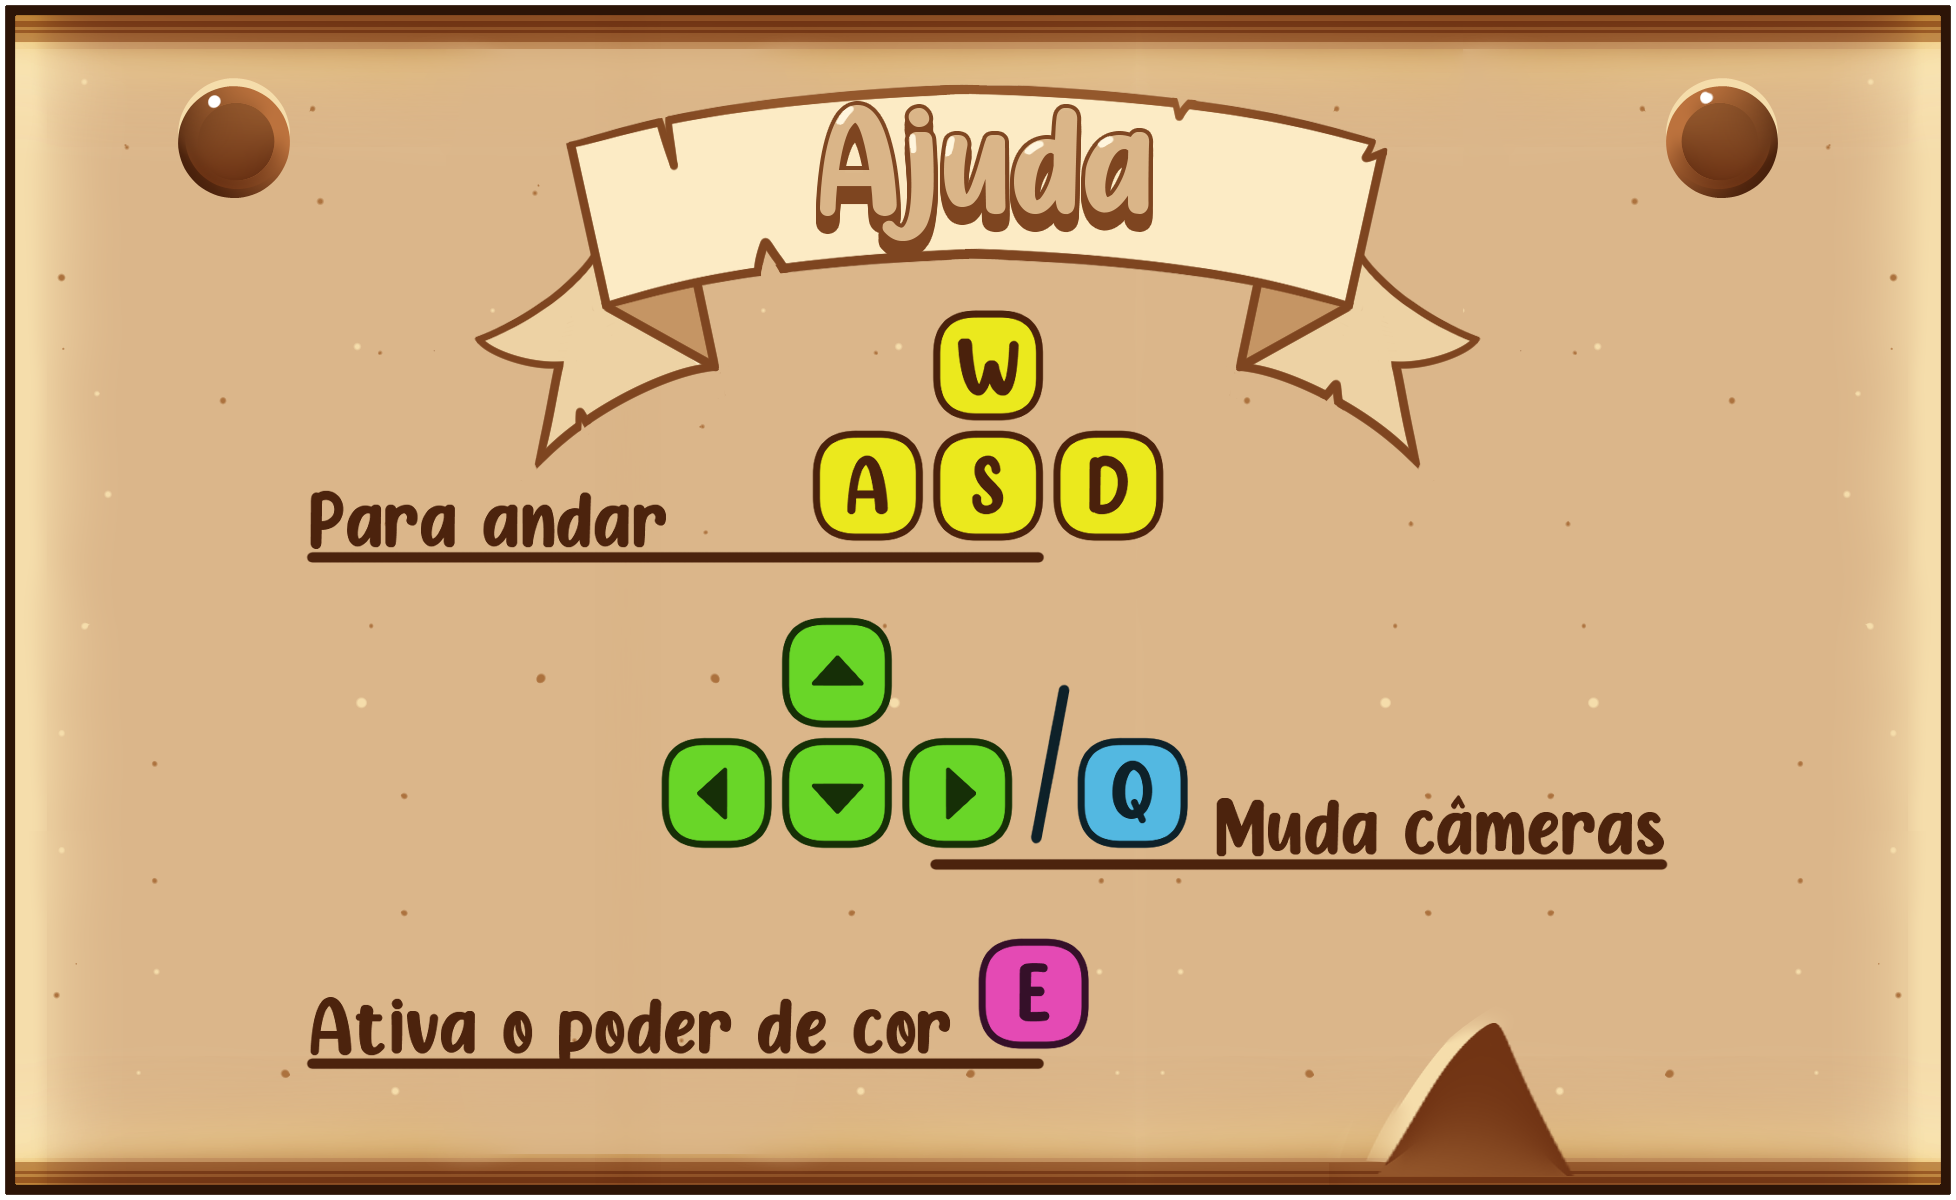 Ajuda
W
A S D
Para andar
/ Q Muda câmeras
Ativa o poder de cor E